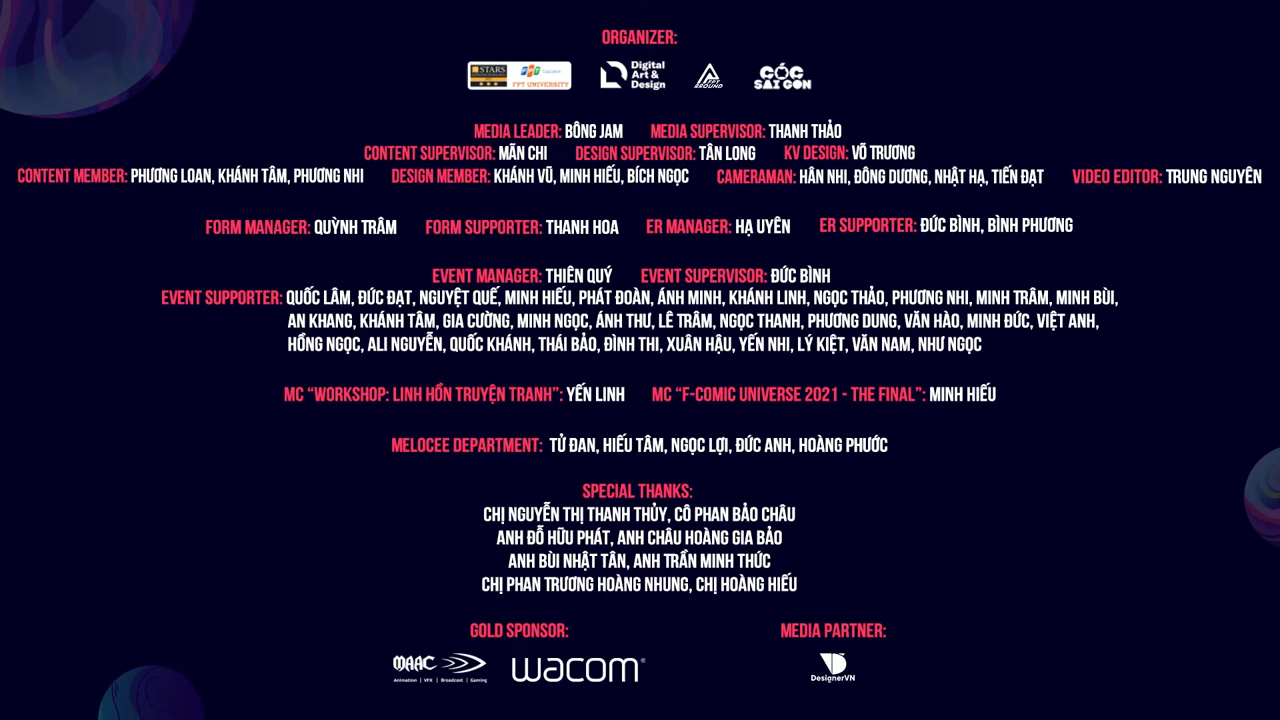 ORGANIZER:
STARS FPT Education FPT UNIVERSITY
Digital Art & Design
FPT AROUND
GÓC SÀI GÒN
MEDIA LEADER: BÔNG JAM MEDIA SUPERVISOR: THANH THẢO
CONTENT SUPERVISOR: MÃN CHI DESIGN SUPERVISOR: TÂN LONG KV DESIGN: VÕ TRƯƠNG
CONTENT MEMBER: PHƯƠNG LOAN, KHÁNH TÂM, PHƯƠNG NHI DESIGN MEMBER: KHÁNH VŨ, MINH HIẾU, BÍCH NGỌC CAMERAMAN: HÂN NHI, ĐÔNG DƯƠNG, NHẬT HẠ, TIẾN ĐẠT VIDEO EDITOR: TRUNG NGUYÊN
FORM MANAGER: QUỲNH TRÂM FORM SUPPORTER: THANH HOA ER MANAGER: HẠ UYÊN ER SUPPORTER: ĐỨC BÌNH, BÌNH PHƯƠNG
EVENT MANAGER: THIÊN QUÝ EVENT SUPERVISOR: ĐỨC BÌNH
EVENT SUPPORTER: QUỐC LÂM, ĐỨC ĐẠT, NGUYỆT QUẾ, MINH HIẾU, PHÁT ĐOÀN, ÁNH MINH, KHÁNH LINH, NGỌC THẢO, PHƯƠNG NHI, MINH TRÂM, MINH BÙI,
AN KHANG, KHÁNH TÂM, GIA CƯỜNG, MINH NGỌC, ÁNH THƯ, LÊ TRÂM, NGỌC THANH, PHƯƠNG DUNG, VĂN HÀO, MINH ĐỨC, VIỆT ANH,
HỒNG NGỌC, ALI NGUYỄN, QUỐC KHÁNH, THÁI BẢO, ĐÌNH THI, XUÂN HẬU, YẾN NHI, LÝ KIỆT, VĂN NAM, NHƯ NGỌC
MC “WORKSHOP: LINH HỒN TRUYỆN TRANH”: YẾN LINH MC “F-COMIC UNIVERSE 2021 - THE FINAL”: MINH HIẾU
MELOCEE DEPARTMENT: TỬ ĐAN, HIẾU TÂM, NGỌC LỢI, ĐỨC ANH, HOÀNG PHƯỚC
SPECIAL THANKS:
CHỊ NGUYỄN THỊ THANH THỦY, CÔ PHAN BẢO CHÂU
ANH ĐỖ HỮU PHÁT, ANH CHÂU HOÀNG GIA BẢO
ANH BÙI NHẬT TÂN, ANH TRẦN MINH THỨC
CHỊ PHAN TRƯƠNG HOÀNG NHUNG, CHỊ HOÀNG HIẾU
GOLD SPONSOR: MEDIA PARTNER:
MAAC
Animation | VFX | Broadcast | Gaming
wacom®
DesignerVN